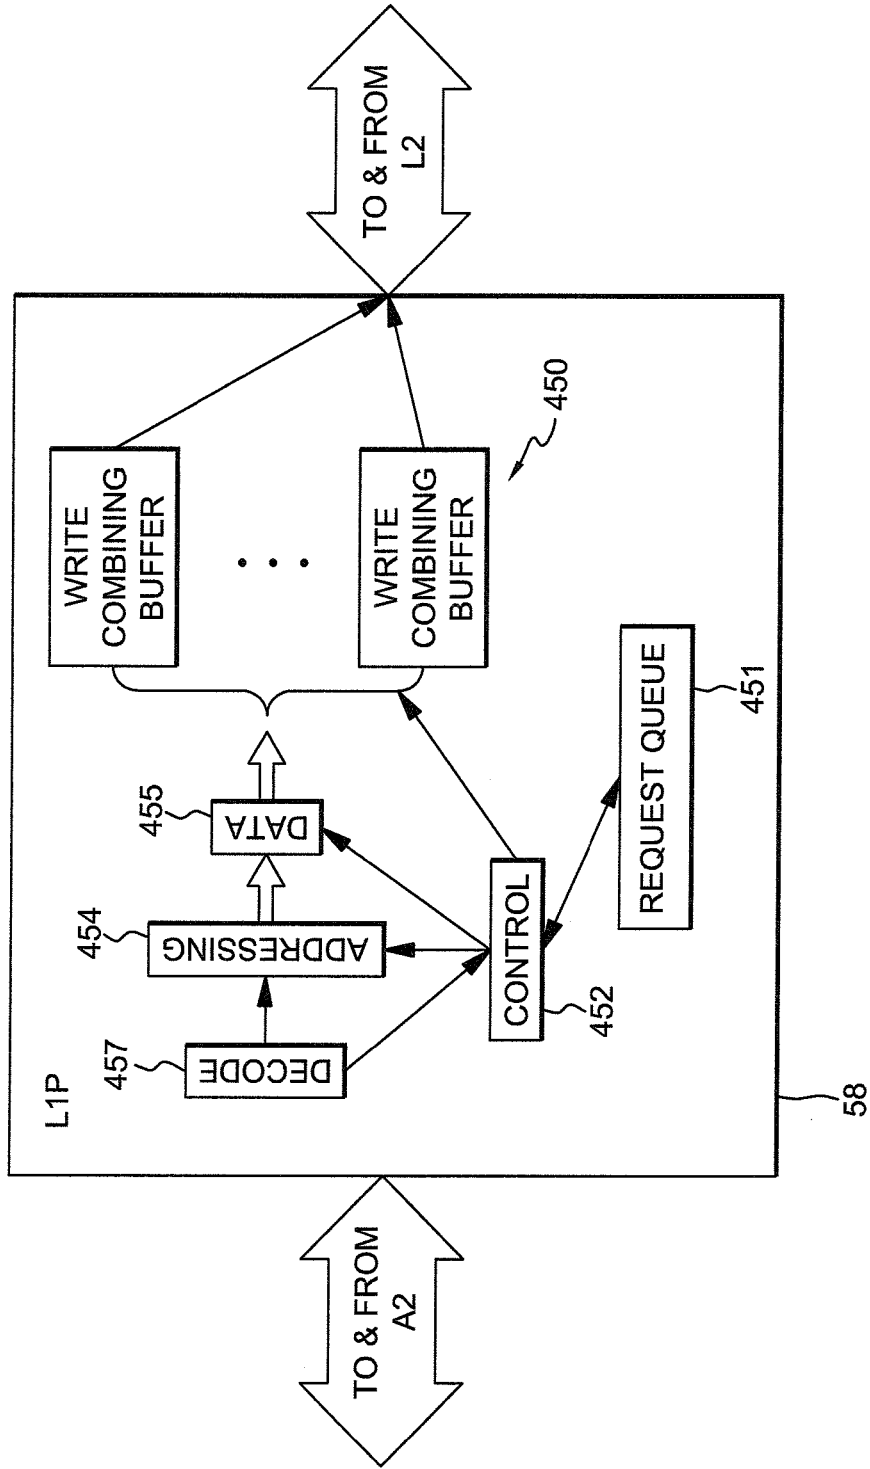 L1P
TO & FROM
A2
457
DECODE
454
ADDRESSING
455
DATA
WRITE
COMBINING
BUFFER
WRITE
COMBINING
BUFFER
TO & FROM
L2
450
CONTROL
452
REQUEST QUEUE
451
58